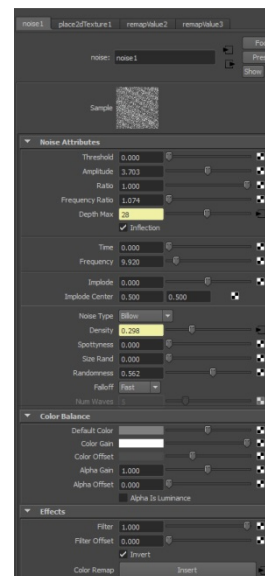 noise1 place2dTexture1 remapValue2 remapValue3
noise: noise1
Show
Sample
Noise Attributes
Threshold 0.000
Amplitude 3.703
Ratio 1.000
Frequency Ratio 1.074
Depth Max 28
Inflection
Time 0.000
Frequency 9.920
Implode 0.000
Implode Center 0.500 0.500
Noise Type Billow
Density 0.298
Spottyness 0.000
Size Rand 0.000
Randomness 0.562
Falloff Fast
Num Waves
Color Balance
Default Color
Color Gain
Color Offset
Alpha Gain 1.000
Alpha Offset 0.000
Alpha Is Luminance
Effects
Filter 1.000
Filter Offset 0.000
Invert
Color Remap Insert